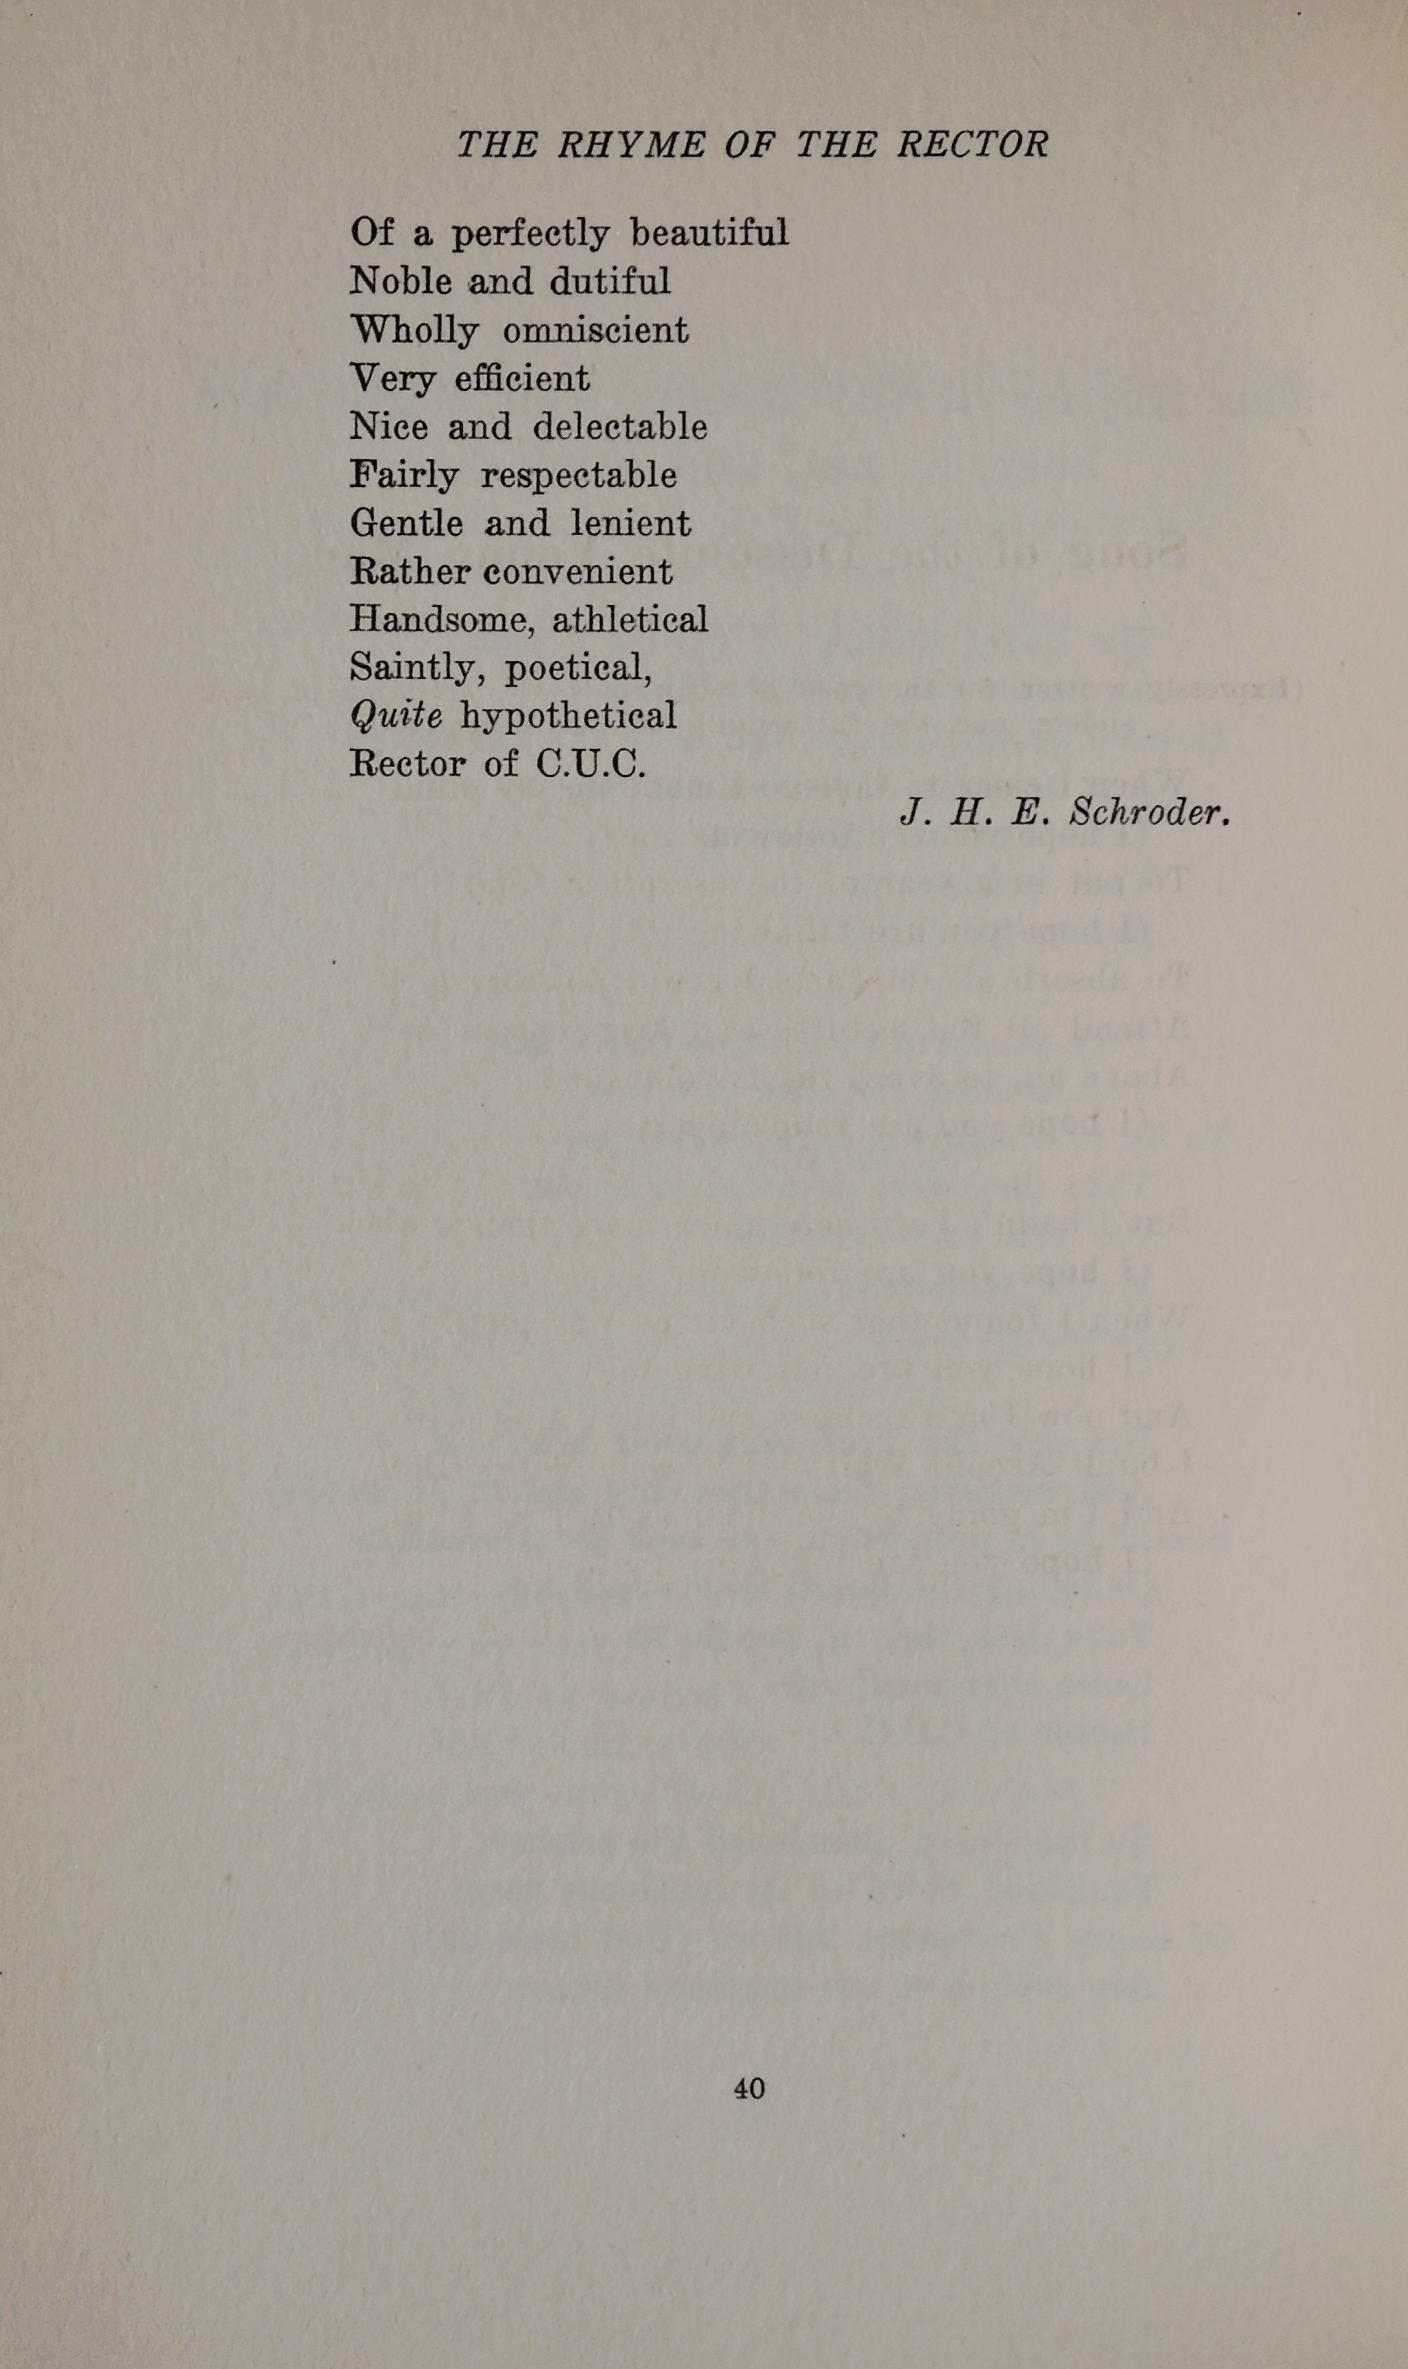 THE RHYME OF THE RECTOR
Of a perfectly beautiful
Noble and dutiful
Wholly omniscient
Very efficient
Nice and delectable
Fairly respectable
Gentle and lenient
Rather convenient
Handsome, athletical
Saintly, poetical,
Quite hypothetical
Rector of C.U.C.
J. H. E. Schroder.
40